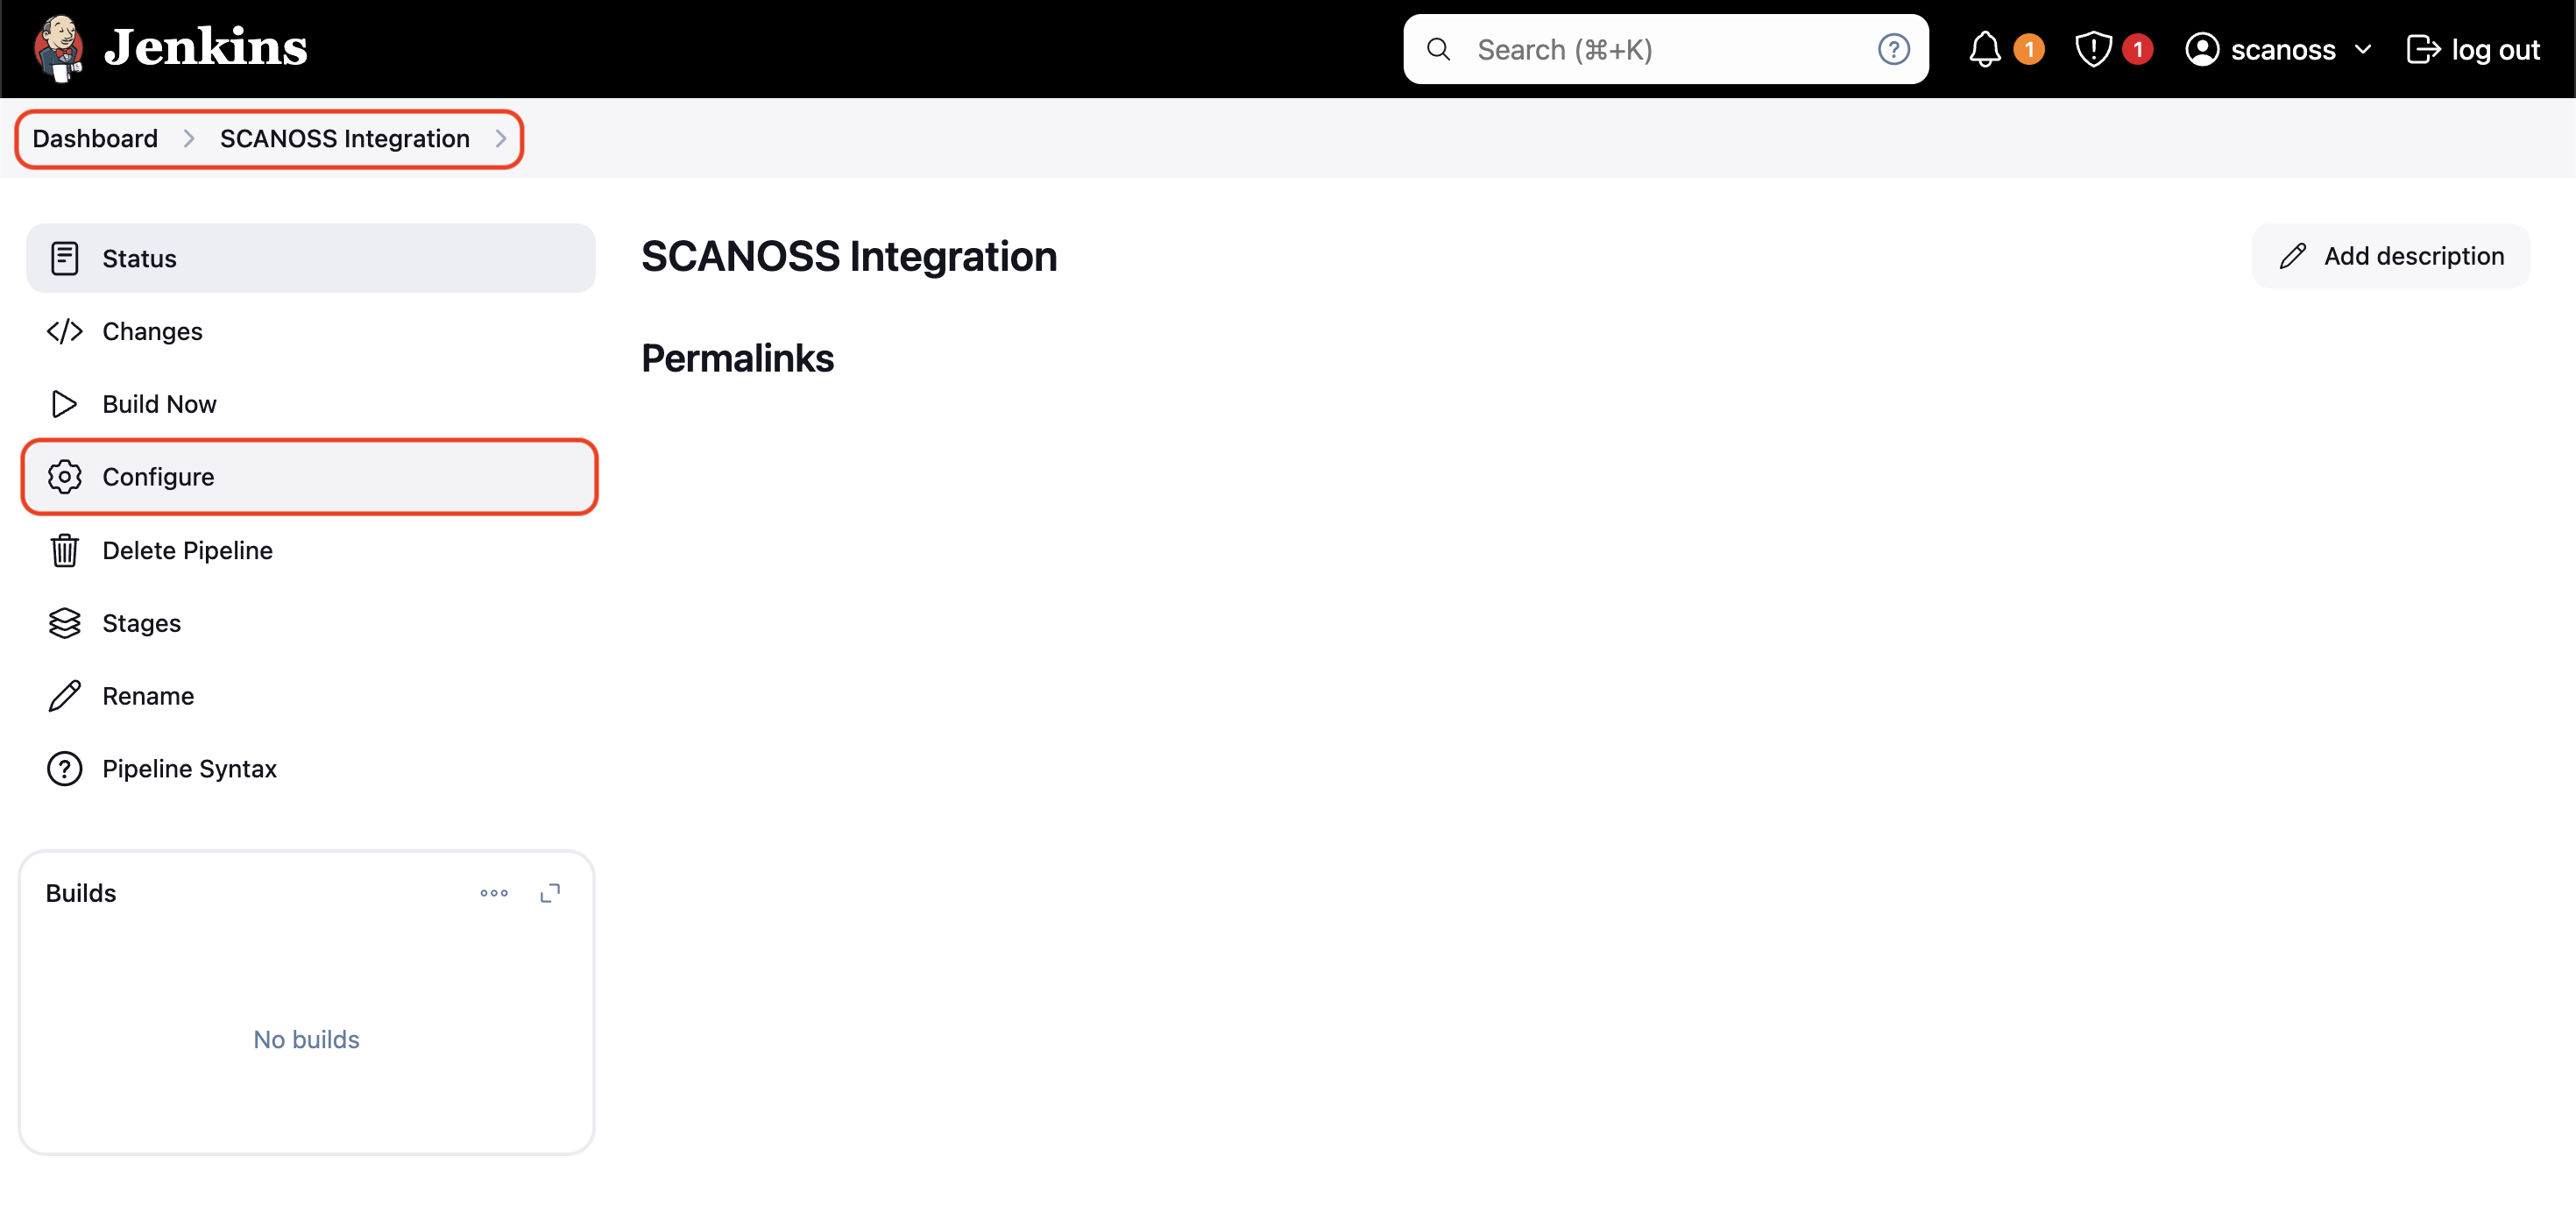 Jenkins
Search (⌘+K)
?
1
1
scanoss
log out
Dashboard
SCANOSS Integration
Status
Changes
Build Now
Configure
Delete Pipeline
Stages
Rename
Pipeline Syntax
SCANOSS Integration
Add description
Permalinks
Builds
No builds